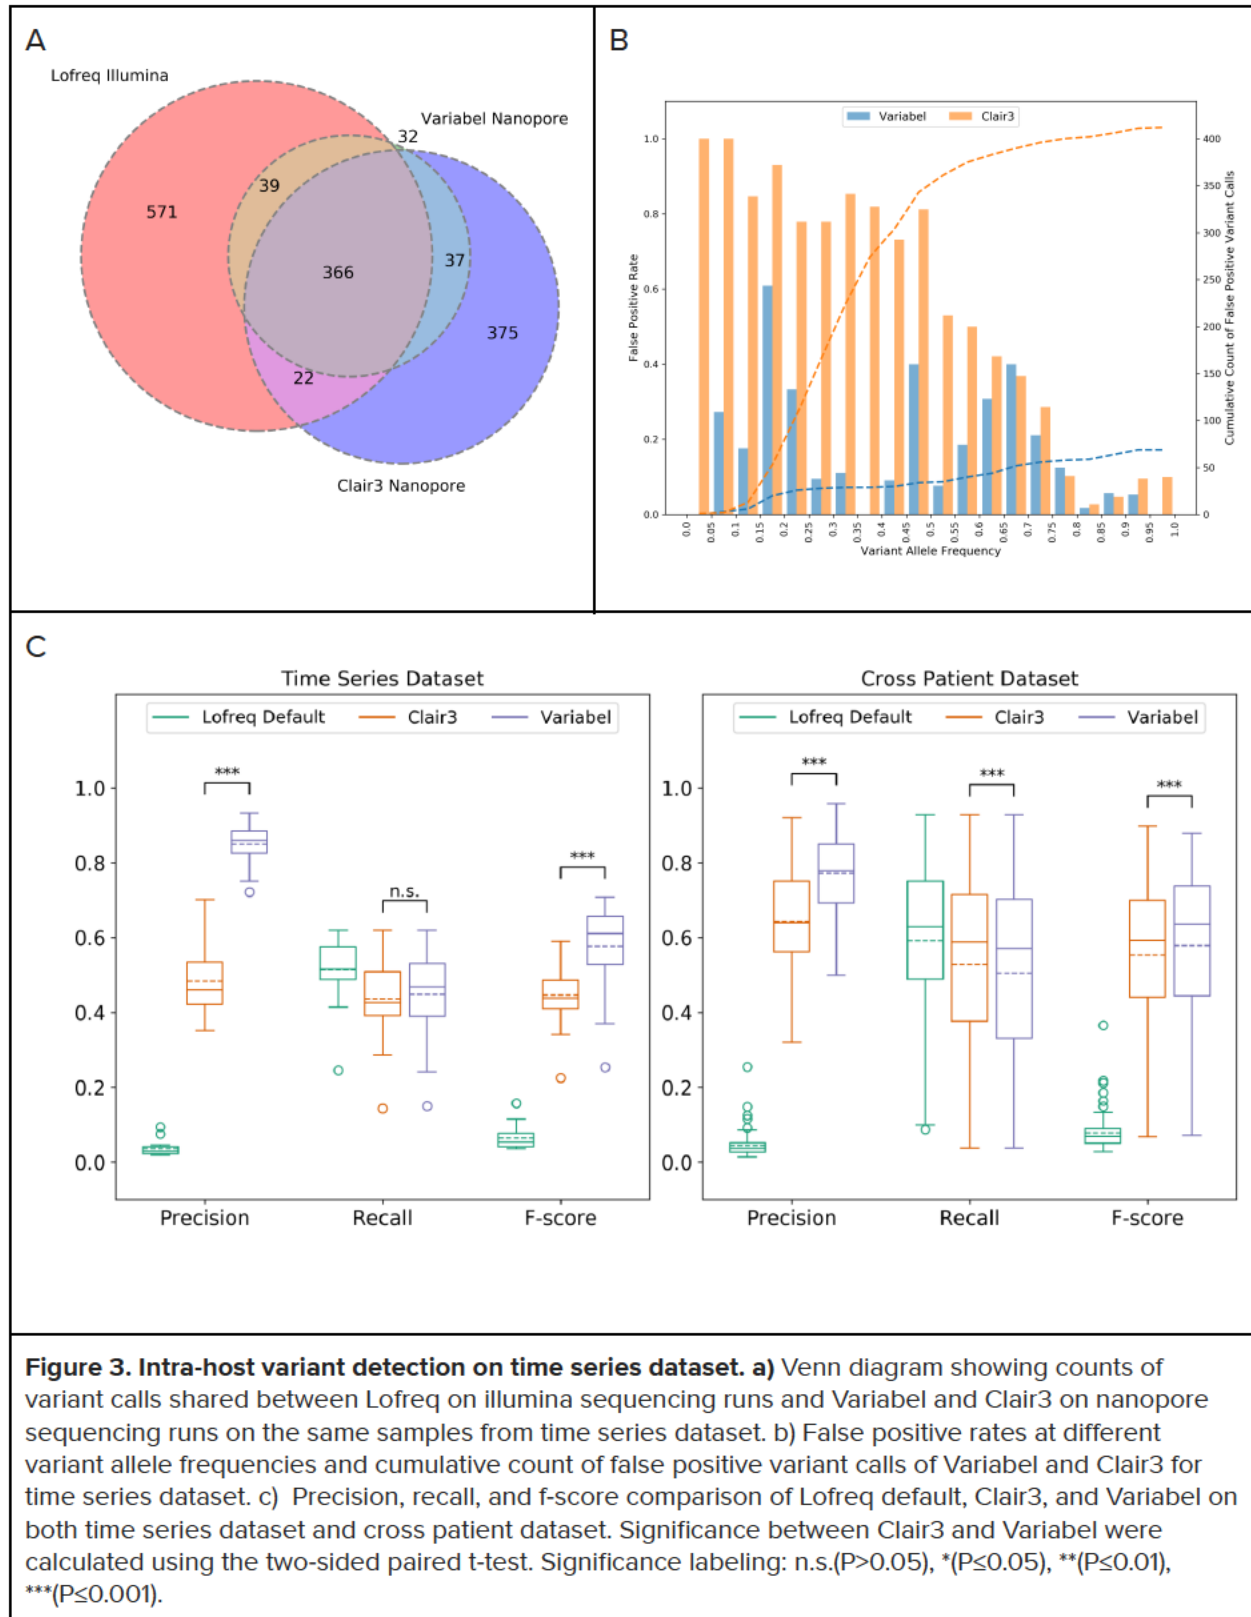 A
Lofreq Illumina
Variabel Nanopore
32
39
571
366
37
375
22
Clair3 Nanopore
B
Variabel
Clair3
1.0
0.8
0.6
0.4
0.2
0.0
False Positive Rate
400
350
300
250
200
150
100
50
0
Cumulative Count of False Positive Variant Calls
0.0
0.05
0.1
0.15
0.2
0.25
0.3
0.35
0.4
0.45
0.5
0.55
0.6
0.65
0.7
0.75
0.8
0.85
0.9
0.95
1.0
Variant Allele Frequency
C
Time Series Dataset
Lofreq Default
Clair3
Variabel
***
n.s.
***
1.0
0.8
0.6
0.4
0.2
0.0
Precision
Recall
F-score
Cross Patient Dataset
Lofreq Default
Clair3
Variabel
***
***
***
1.0
0.8
0.6
0.4
0.2
0.0
Precision
Recall
F-score
Figure 3. Intra-host variant detection on time series dataset. a) Venn diagram showing counts of
variant calls shared between Lofreq on illumina sequencing runs and Variabel and Clair3 on nanopore
sequencing runs on the same samples from time series dataset. b) False positive rates at different
variant allele frequencies and cumulative count of false positive variant calls of Variabel and Clair3 for
time series dataset. c) Precision, recall, and f-score comparison of Lofreq default, Clair3, and Variabel on
both time series dataset and cross patient dataset. Significance between Clair3 and Variabel were
calculated using the two-sided paired t-test. Significance labeling: n.s.(P>0.05), *(P≤0.05), **(P≤0.01),
***(P≤0.001).